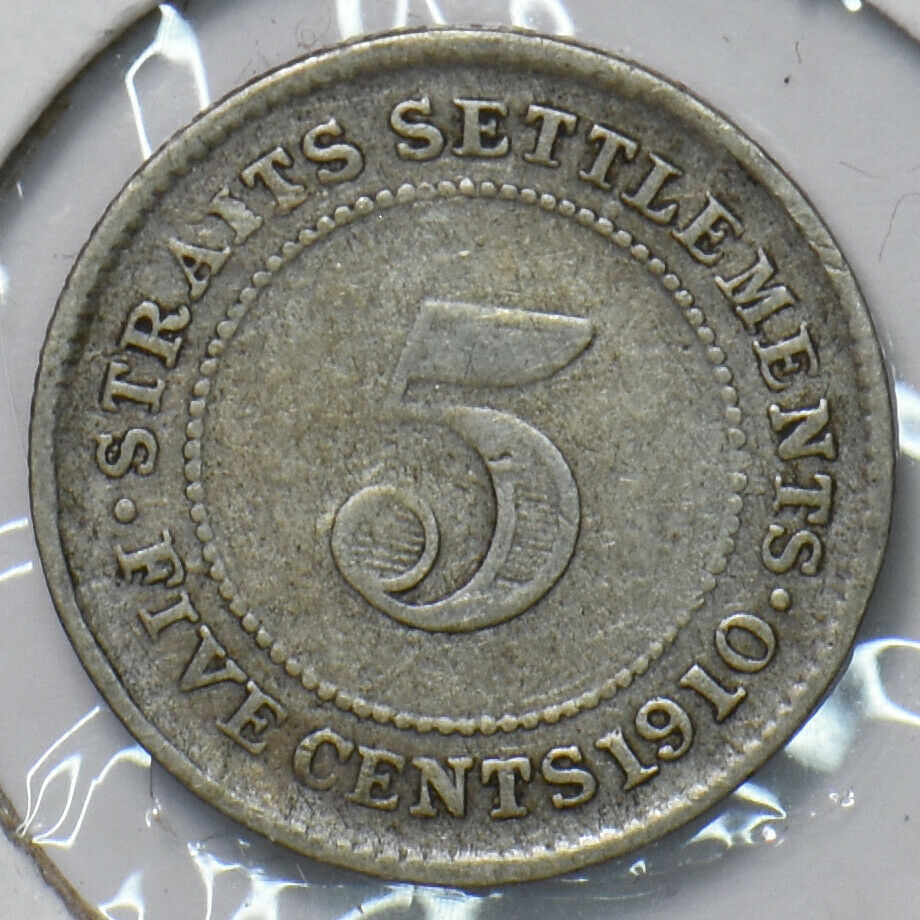 · STRAITS SETTLEMENTS ·
5
FIVE CENTS 1910